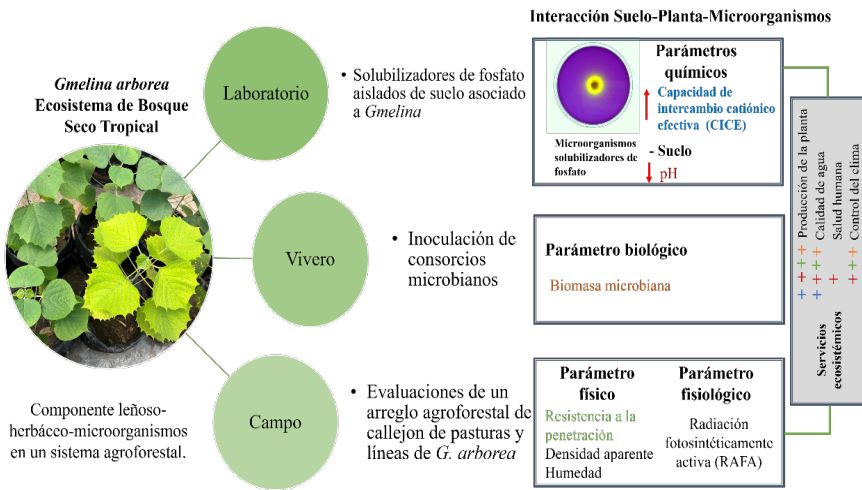 Interacción Suelo-Planta-Microorganismos
Gmelina arborea
Ecosistema de Bosque
Seco Tropical
Componente leñoso-
herbáceo-microorganismos
en un sistema agroforestal.
Laboratorio
• Solubilizadores de fosfato
aislados de suelo asociado
a Gmelina
Vivero
• Inoculación de
consorcios
microbianos
Campo
• Evaluaciones de un
arreglo agroforestal de
callejon de pasturas y
líneas de G. arborea
Microorganismos
solubilizadores de
fosfato
Parámetros
químicos
Capacidad de
intercambio catiónico
efectiva (CICE)
- Suelo
pH
Parámetro biológico
Biomasa microbiana
Parámetro
físico
Resistencia a la
penetración
Densidad aparente
Humedad
Parámetro
fisiológico
Radiación
fotosintéticamente
activa (RAFA)
Servicios
ecosistémicos
++++ Producción de la planta
++++ Calidad de agua
+ Salud humana
+++ Control del clima